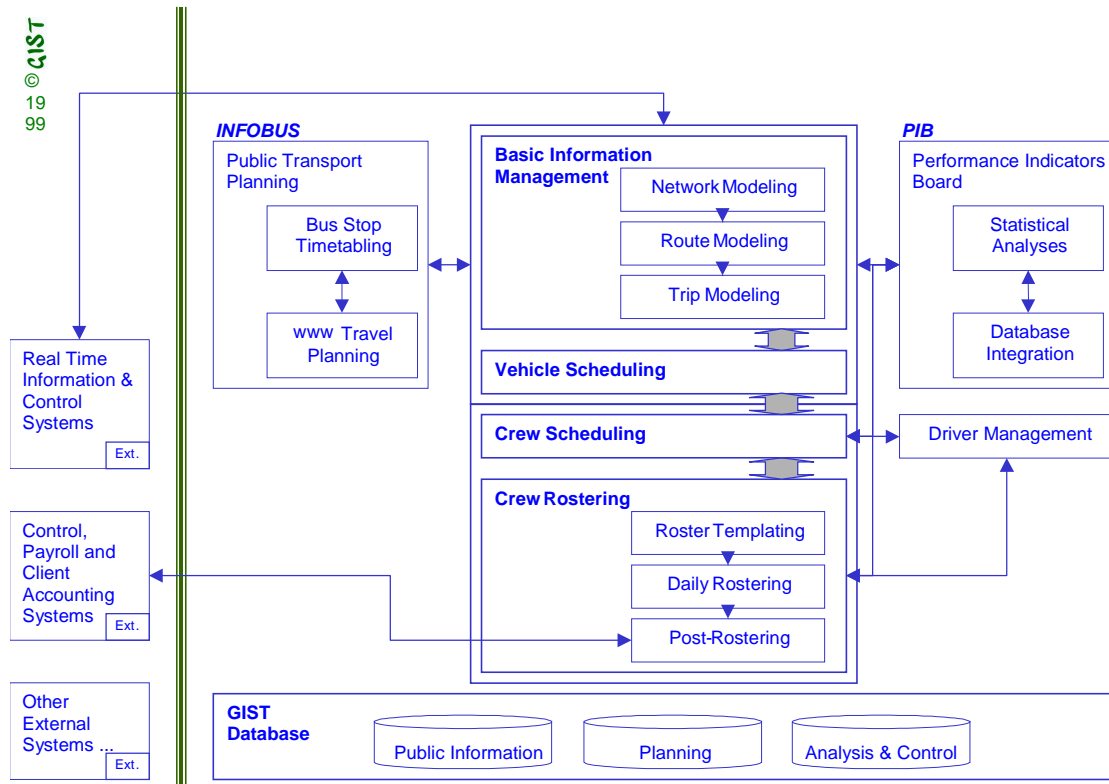 © GIST
19
99
INFOBUS
Public Transport
Planning
Bus Stop
Timetabling
www Travel
Planning
Basic Information
Management
Network Modeling
Route Modeling
Trip Modeling
Vehicle Scheduling
Crew Scheduling
Crew Rostering
Roster Templating
Daily Rostering
Post-Rostering
PIB
Performance Indicators
Board
Statistical
Analyses
Database
Integration
Driver Management
Real Time
Information &
Control
Systems
Ext.
Control,
Payroll and
Client
Accounting
Systems
Ext.
Other
External
Systems ...
Ext.
GIST
Database
Public Information
Planning
Analysis & Control